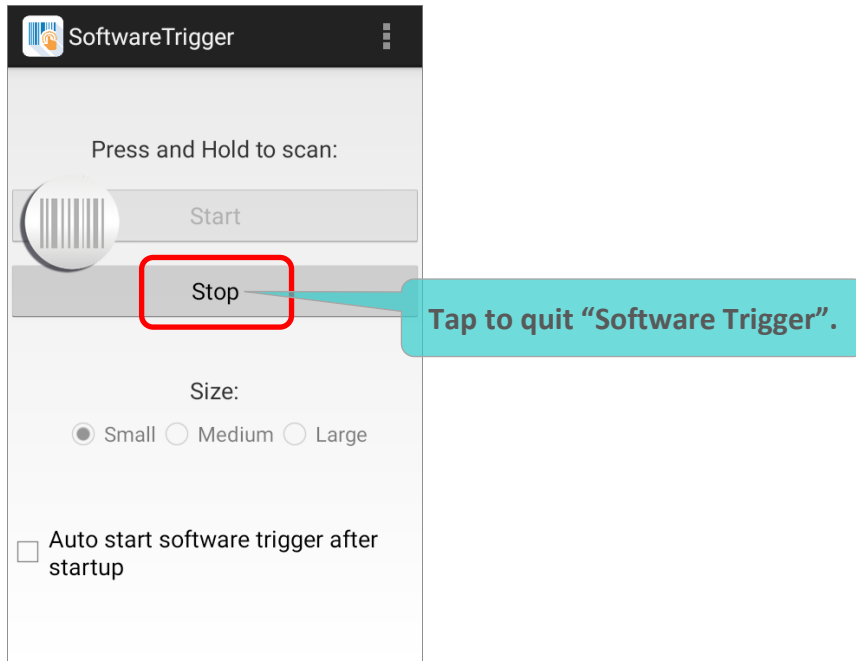 SoftwareTrigger
Press and Hold to scan:
Start
Stop
Tap to quit “Software Trigger”.
Size:
Small Medium Large
Auto start software trigger after
startup